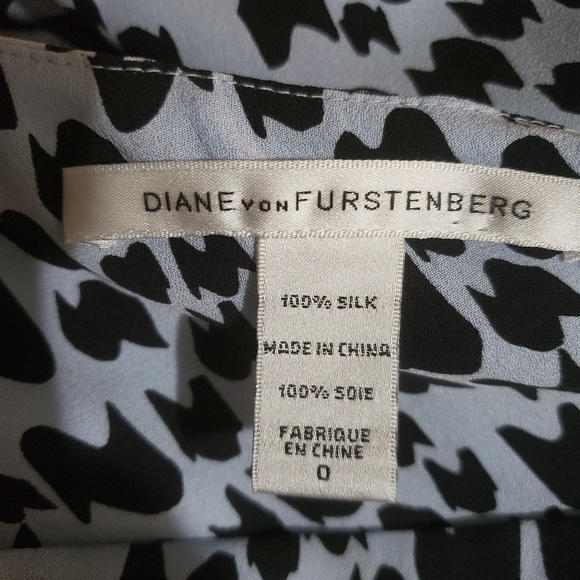 DIANE VON FURSTENBERG
100% SILK
MADE IN CHINA
100% SOIE
FABRIQUE
EN CHINE
0